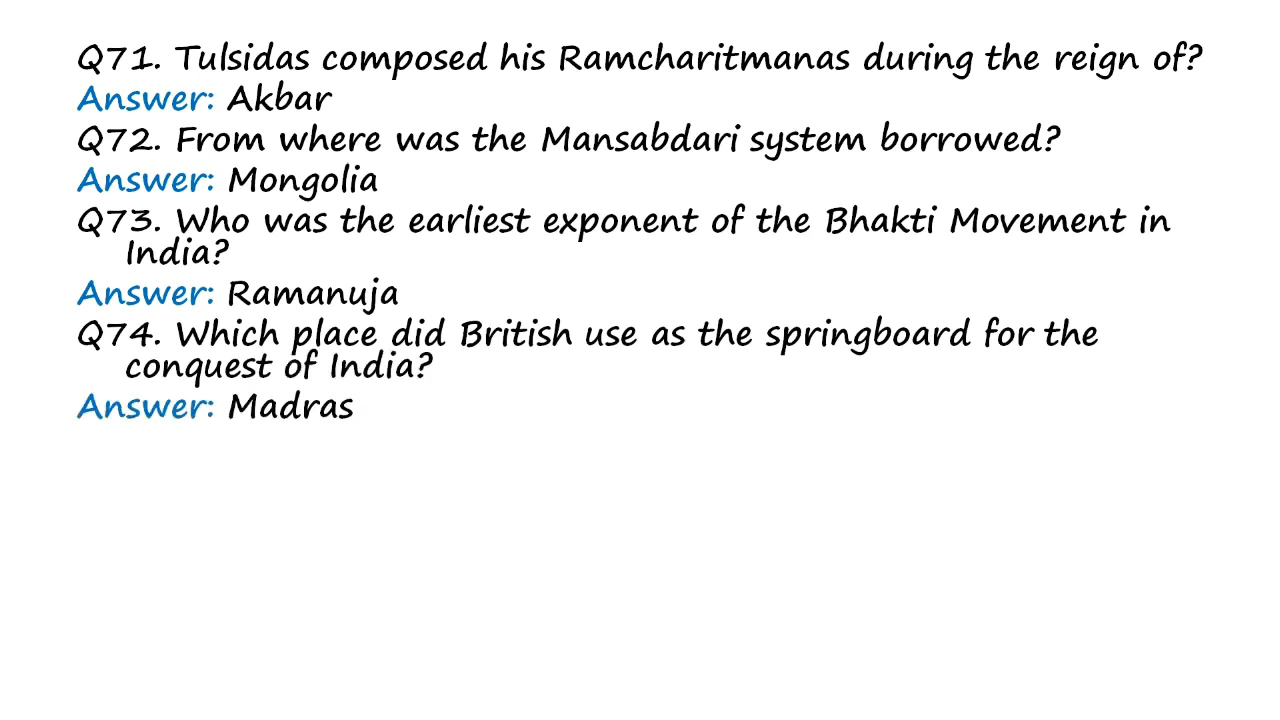 Q71. Tulsidas composed his Ramcharitmanas during the reign of?
Answer: Akbar
Q72. From where was the Mansabdari system borrowed?
Answer: Mongolia
Q73. Who was the earliest exponent of the Bhakti Movement in
India?
Answer: Ramanuja
Q74. Which place did British use as the springboard for the
conquest of India?
Answer: Madras